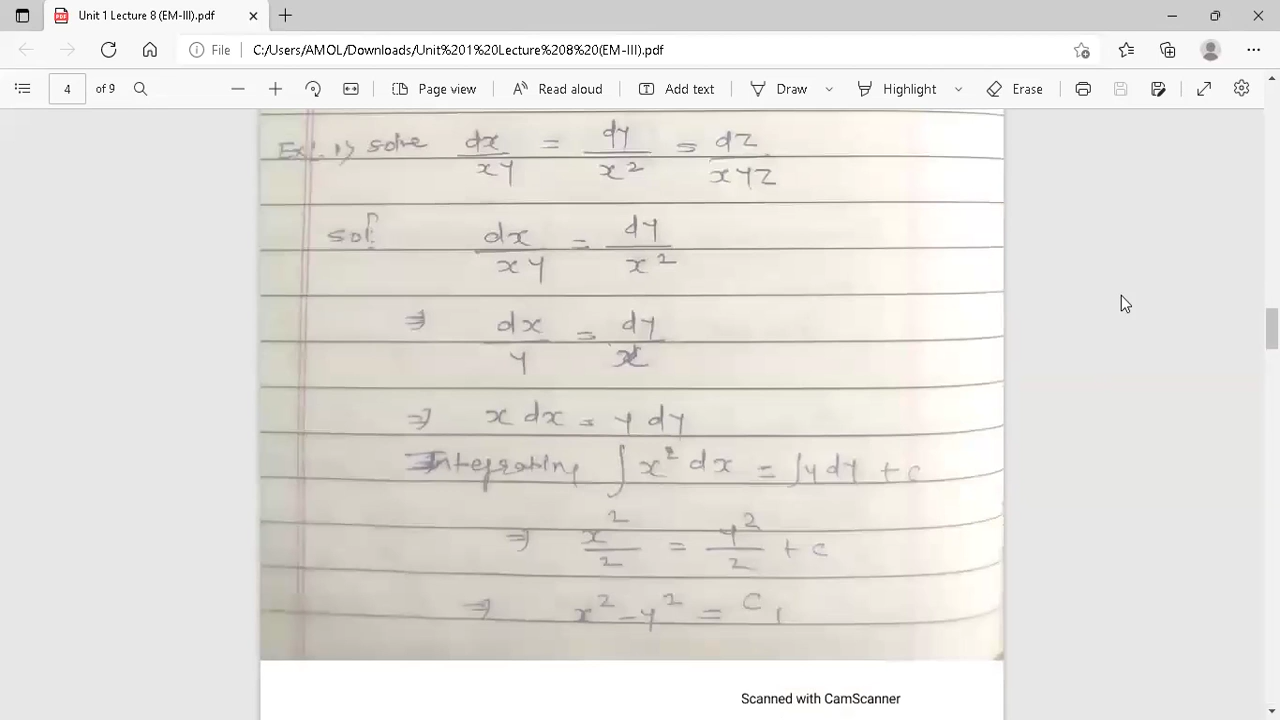 Unit 1 Lecture 8 (EM-III).pdf
File C:/Users/AMOL/Downloads/Unit%201%20Lecture%208%20(EM-III).pdf
4 of 9 Page view Read aloud Add text Draw Highlight Erase
Ex. 1) solve dx/xy = dy/x² = dz/xyz
solⁿ: dx/xy = dy/x²
⇒ dx/y = dy/x
⇒ x dx = y dy
Integrating ∫ x² dx = ∫ y dy + c
⇒ x²/2 = y²/2 + c
⇒ x² - y² = C₁
Scanned with CamScanner